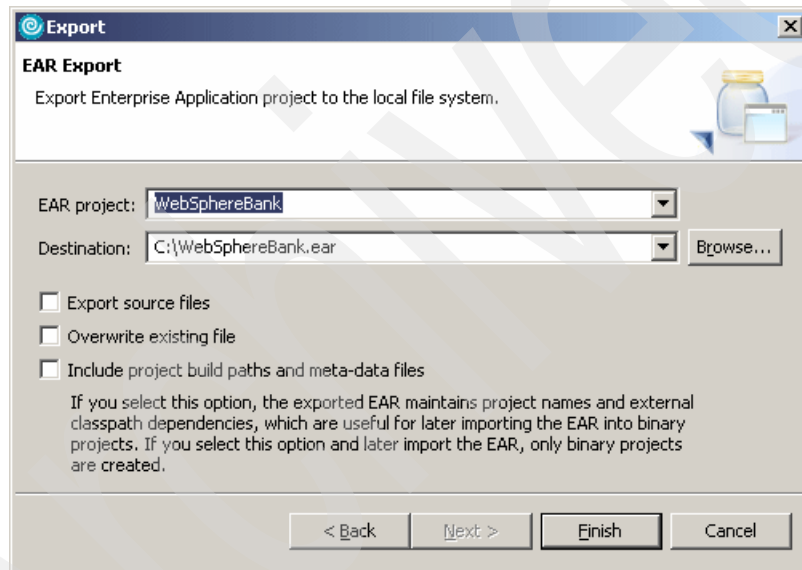 Export
EAR Export
Export Enterprise Application project to the local file system.
EAR project: WebSphereBank
Destination: C:\WebSphereBank.ear Browse...
Export source files
Overwrite existing file
Include project build paths and meta-data files
If you select this option, the exported EAR maintains project names and external
classpath dependencies, which are useful for later importing the EAR into binary
projects. If you select this option and later import the EAR, only binary projects
are created.
< Back Next > Finish Cancel